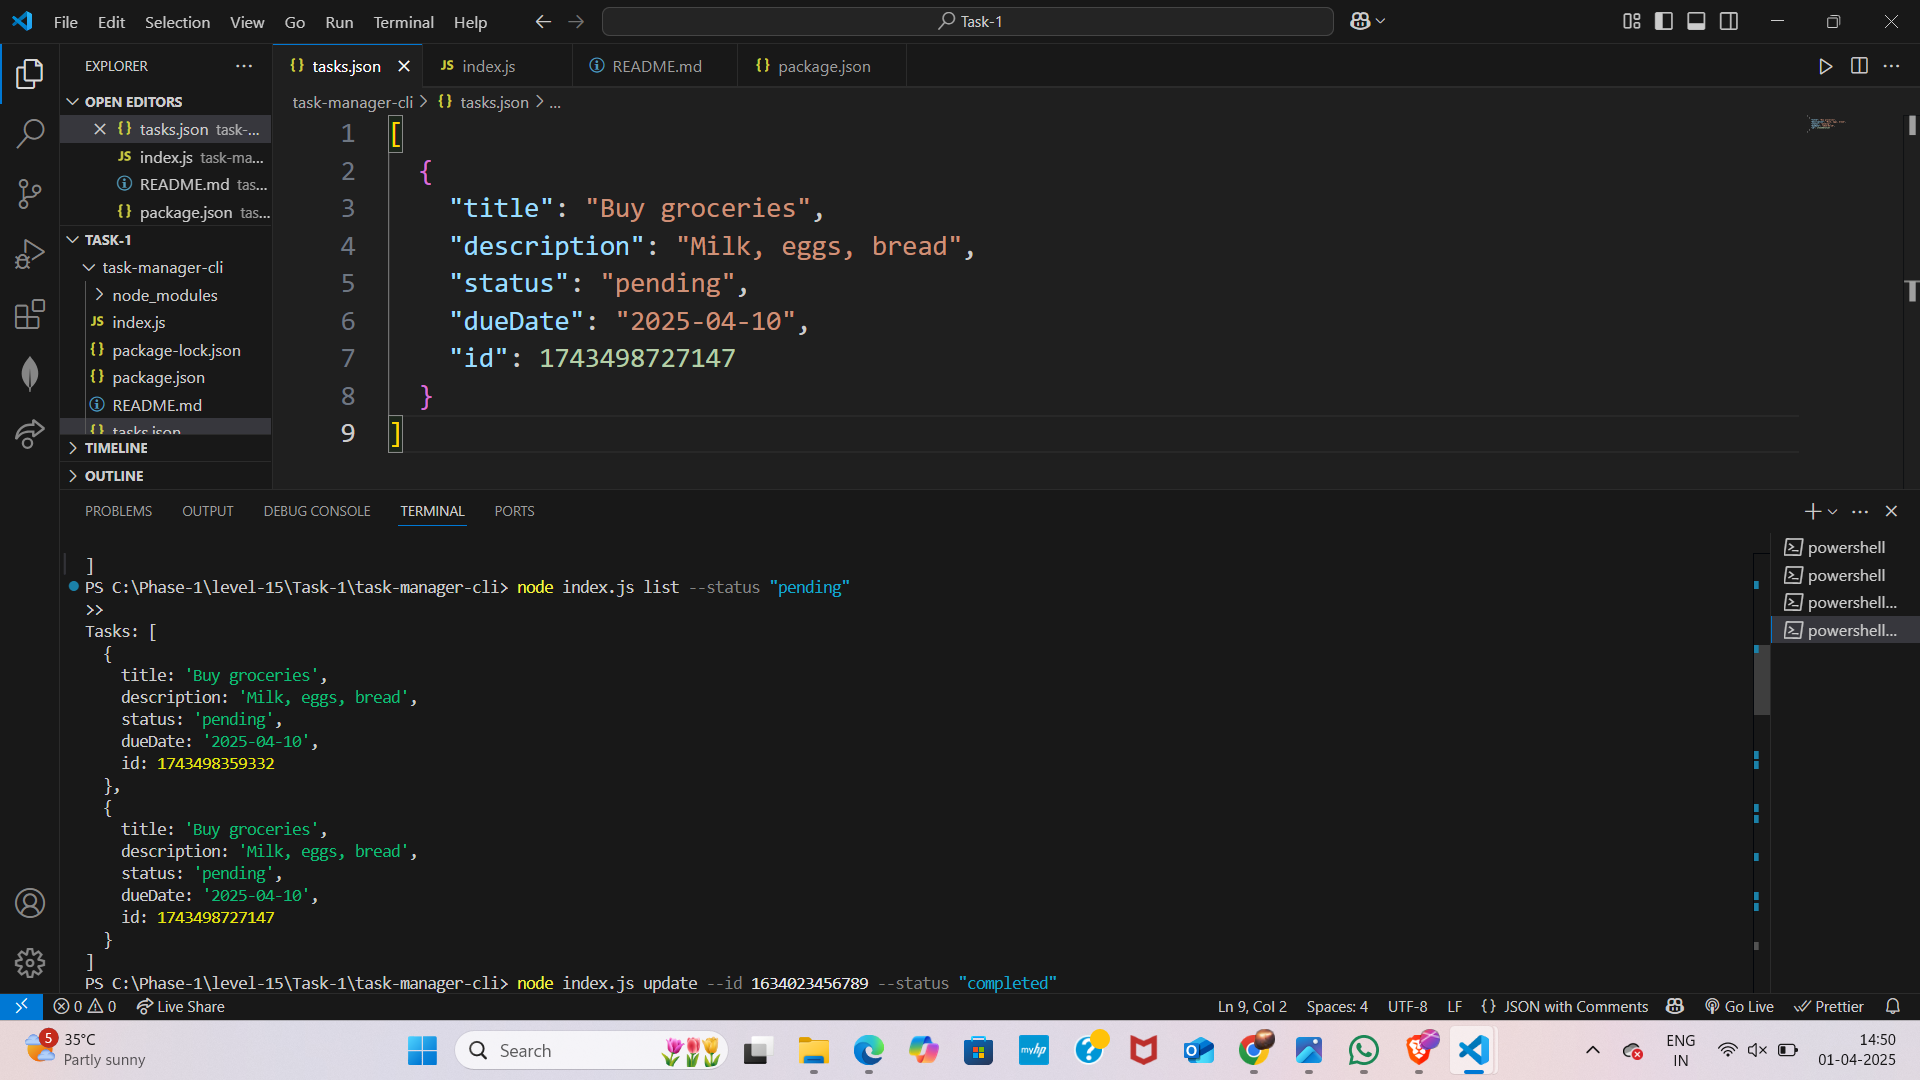 File Edit Selection View Go Run Terminal Help
Task-1
EXPLORER
OPEN EDITORS
tasks.json task-...
JS index.js task-ma...
README.md tas...
package.json tas...
TASK-1
task-manager-cli
node_modules
JS index.js
package-lock.json
package.json
README.md
tasks.json
TIMELINE
OUTLINE
{} tasks.json
JS index.js
README.md
{} package.json
task-manager-cli > {} tasks.json > ...
1 [
2 {
3 "title": "Buy groceries",
4 "description": "Milk, eggs, bread",
5 "status": "pending",
6 "dueDate": "2025-04-10",
7 "id": 1743498727147
8 }
9 ]
PROBLEMS OUTPUT DEBUG CONSOLE TERMINAL PORTS
]
PS C:\Phase-1\level-15\Task-1\task-manager-cli> node index.js list --status "pending"
>>
Tasks: [
{
title: 'Buy groceries',
description: 'Milk, eggs, bread',
status: 'pending',
dueDate: '2025-04-10',
id: 1743498359332
},
{
title: 'Buy groceries',
description: 'Milk, eggs, bread',
status: 'pending',
dueDate: '2025-04-10',
id: 1743498727147
}
]
PS C:\Phase-1\level-15\Task-1\task-manager-cli> node index.js update --id 1634023456789 --status "completed"
powershell
powershell
powershell...
powershell...
0 0 Live Share
Ln 9, Col 2 Spaces: 4 UTF-8 LF {} JSON with Comments Go Live Prettier
5 35°C
Partly sunny
Search
myhp
ENG
IN
14:50
01-04-2025